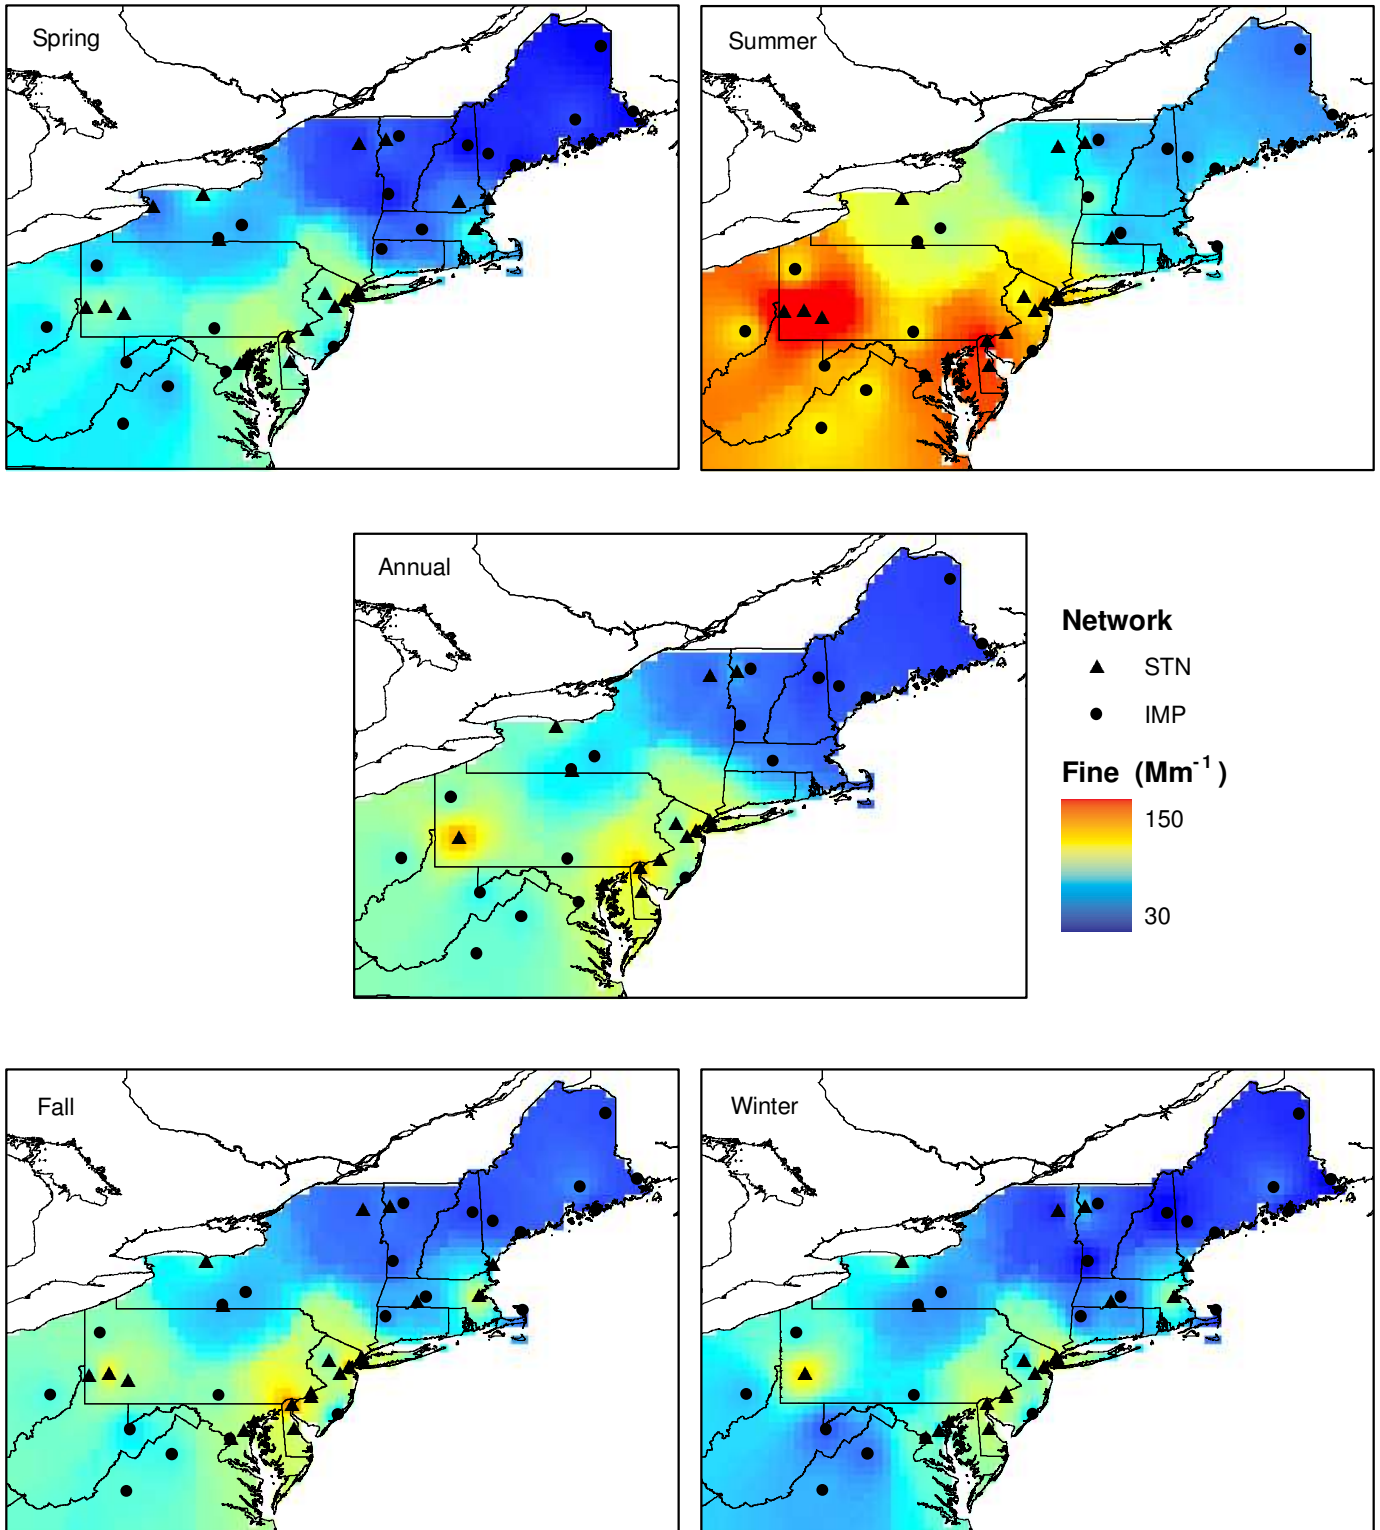 Spring
Summer
Annual
Network
STN
IMP
Fine (Mm⁻¹)
150
30
Fall
Winter